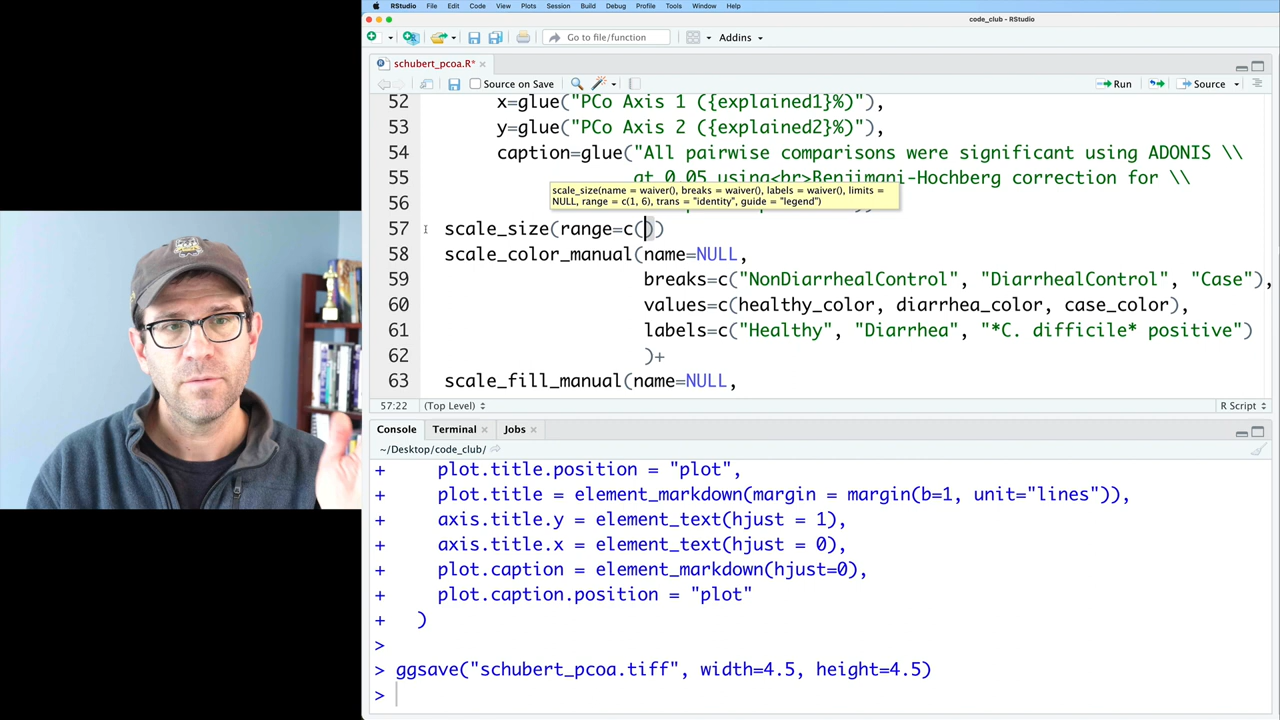 RStudio File Edit Code View Plots Session Build Debug Profile Tools Window Help
code_club - RStudio
Go to file/function Addins
schubert_pcoa.R*
Source on Save Run Source
52 x=glue("PCo Axis 1 ({explained1}%)"),
53 y=glue("PCo Axis 2 ({explained2}%)"),
54 caption=glue("All pairwise comparisons were significant using ADONIS \\
55 at 0.05 using<br>Benjimani-Hochberg correction for \\
scale_size(name = waiver(), breaks = waiver(), labels = waiver(), limits =
NULL, range = c(1, 6), trans = "identity", guide = "legend")
56
57 scale_size(range=c())
58 scale_color_manual(name=NULL,
59 breaks=c("NonDiarrhealControl", "DiarrhealControl", "Case"),
60 values=c(healthy_color, diarrhea_color, case_color),
61 labels=c("Healthy", "Diarrhea", "*C. difficile* positive")
62 )+
63 scale_fill_manual(name=NULL,
57:22 (Top Level) R Script
Console Terminal Jobs
~/Desktop/code_club/
+ plot.title.position = "plot",
+ plot.title = element_markdown(margin = margin(b=1, unit="lines")),
+ axis.title.y = element_text(hjust = 1),
+ axis.title.x = element_text(hjust = 0),
+ plot.caption = element_markdown(hjust=0),
+ plot.caption.position = "plot"
+ )
>
> ggsave("schubert_pcoa.tiff", width=4.5, height=4.5)
>